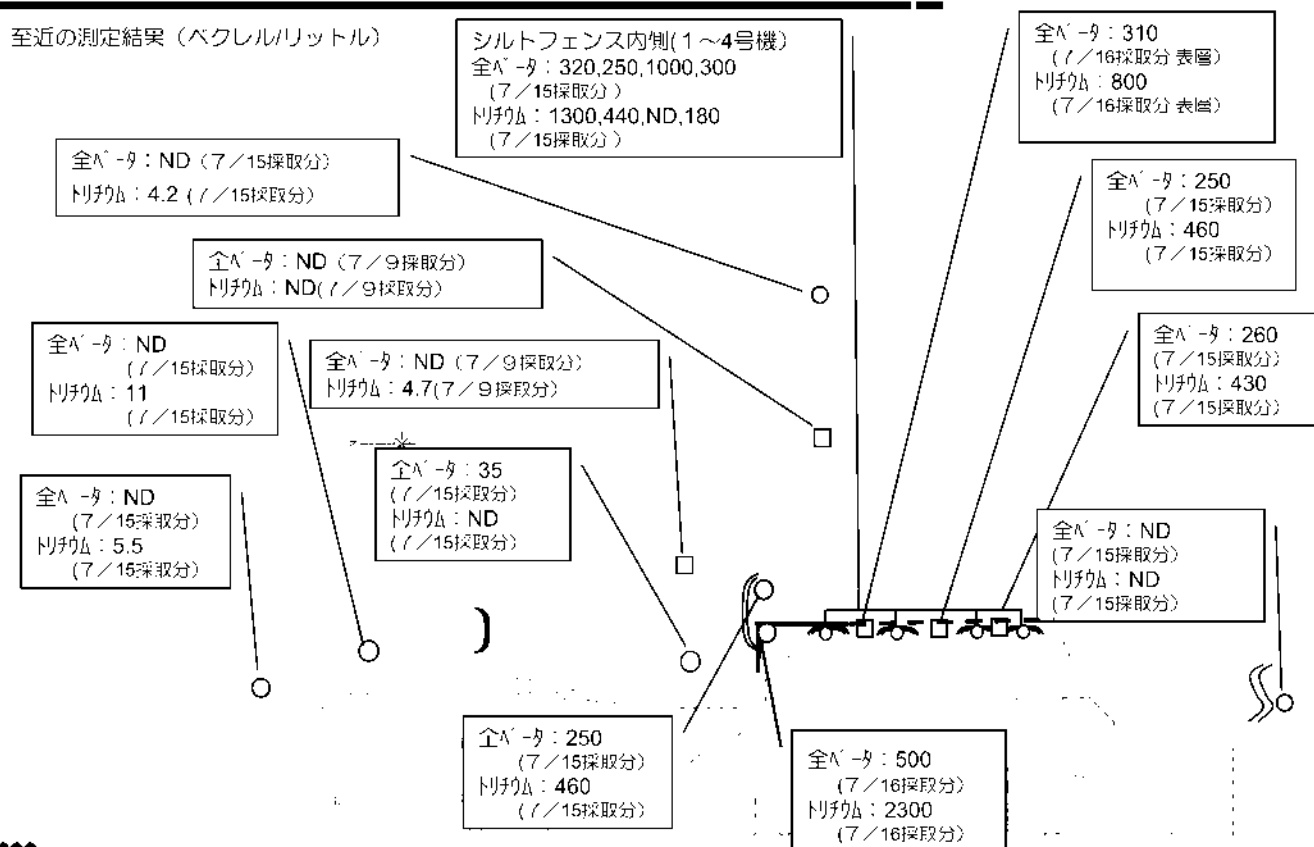 至近の測定結果（ベクレル/リットル）
シルトフェンス内側(１～４号機)
全ﾍﾞｰﾀ：320,250,1000,300
(７／15採取分)
ﾄﾘﾁｳﾑ：1300,440,ND,180
(７／15採取分)
全ﾍﾞｰﾀ：310
(７／16採取分 表層)
ﾄﾘﾁｳﾑ：800
(７／16採取分 表層)
全ﾍﾞｰﾀ：ND（７／15採取分）
ﾄﾘﾁｳﾑ：4.2（７／15採取分）
全ﾍﾞｰﾀ：250
（７／15採取分）
ﾄﾘﾁｳﾑ：460
（７／15採取分）
全ﾍﾞｰﾀ：ND（７／９採取分）
ﾄﾘﾁｳﾑ：ND(７／９採取分）
全ﾍﾞｰﾀ：ND
（７／15採取分）
ﾄﾘﾁｳﾑ：11
（７／15採取分）
全ﾍﾞｰﾀ：ND（７／９採取分）
ﾄﾘﾁｳﾑ：4.7(７／９採取分）
全ﾍﾞｰﾀ：260
（７／15採取分）
ﾄﾘﾁｳﾑ：430
（７／15採取分）
全ﾍﾞｰﾀ：35
（７／15採取分）
ﾄﾘﾁｳﾑ：ND
（７／15採取分）
全ﾍﾞｰﾀ：ND
（７／15採取分）
ﾄﾘﾁｳﾑ：5.5
（７／15採取分）
全ﾍﾞｰﾀ：ND
（７／15採取分）
ﾄﾘﾁｳﾑ：ND
（７／15採取分）
全ﾍﾞｰﾀ：250
（７／15採取分）
ﾄﾘﾁｳﾑ：460
（７／15採取分）
全ﾍﾞｰﾀ：500
（７／16採取分）
ﾄﾘﾁｳﾑ：2300
（７／16採取分）